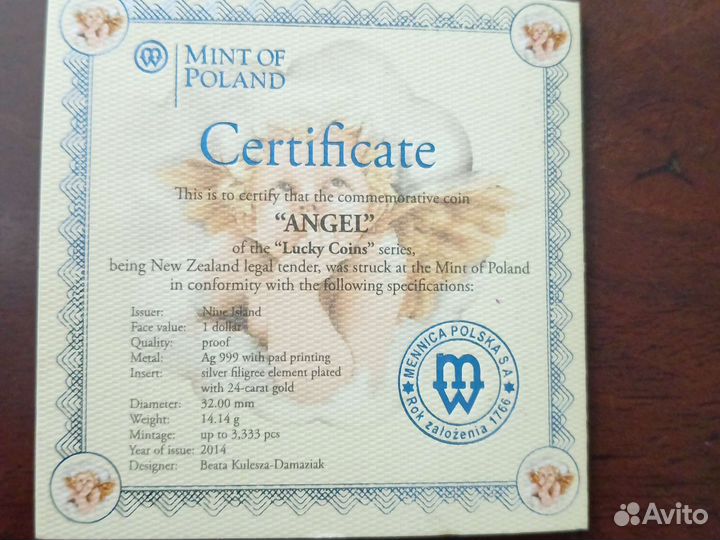 MINT OF
POLAND
Certificate
This is to certify that the commemorative coin
“ANGEL”
of the “Lucky Coins” series,
being New Zealand legal tender, was struck at the Mint of Poland
in conformity with the following specifications:
Issuer: Niue Island
Face value: 1 dollar
Quality: proof
Metal: Ag 999 with pad printing
Insert: silver filigree element plated
with 24-carat gold
Diameter: 32.00 mm
Weight: 14.14 g
Mintage: up to 3,333 pcs
Year of issue: 2014
Designer: Beata Kulesza-Damaziak
MENNICA POLSKA S.A.
mw
Rok założenia 1766
Avito